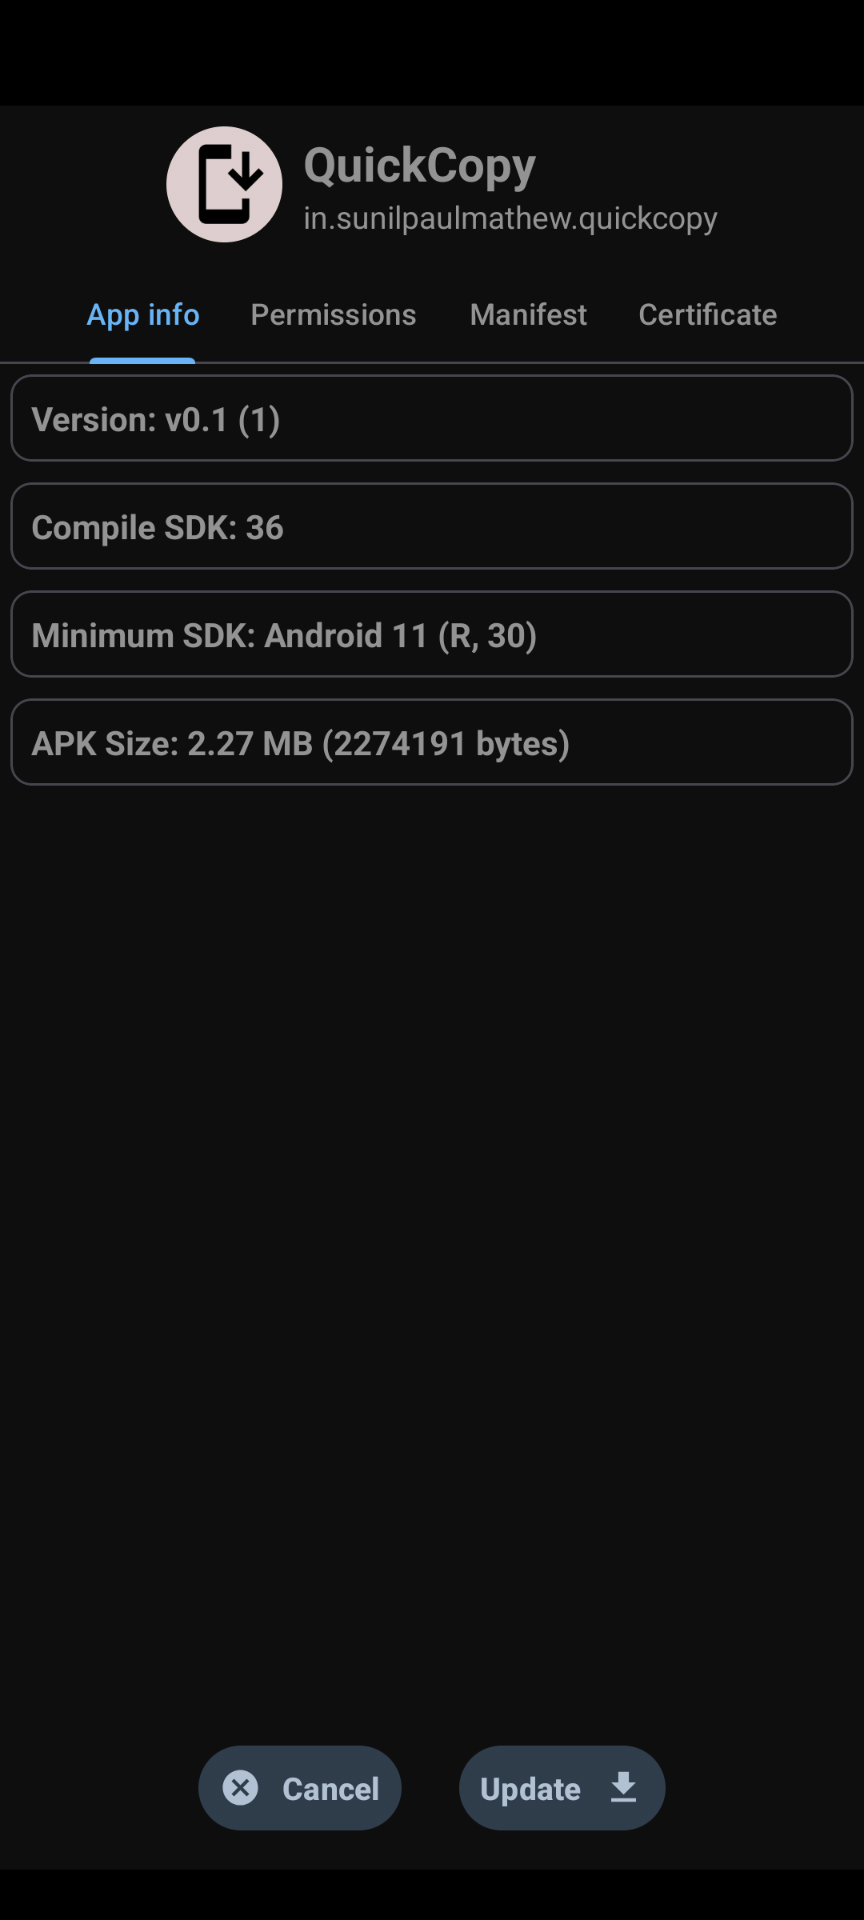 QuickCopy
in.sunilpaulmathew.quickcopy
App info
Permissions
Manifest
Certificate
Version: v0.1 (1)
Compile SDK: 36
Minimum SDK: Android 11 (R, 30)
APK Size: 2.27 MB (2274191 bytes)
Cancel
Update